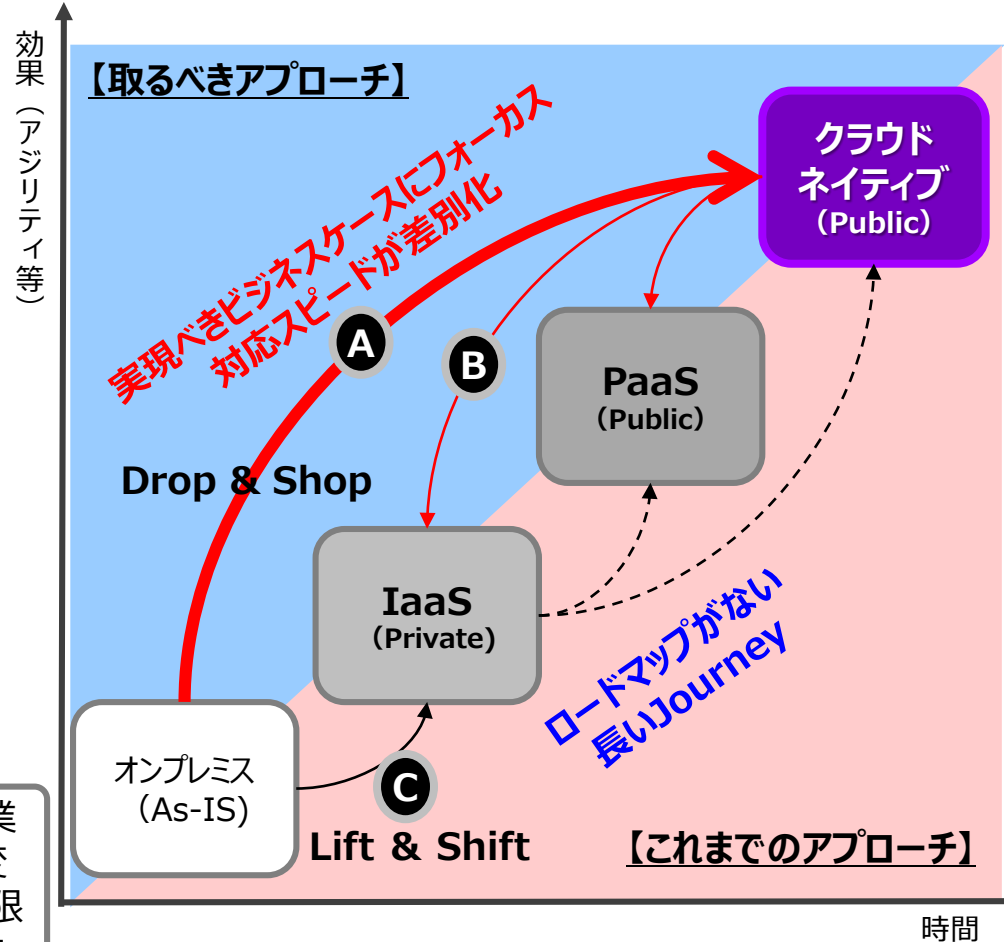 効果（アジリティ等）
【取るべきアプローチ】
実現べきビジネスケースにフォーカス
対応スピードが差別化
クラウド
ネイティブ
（Public）
A
B
PaaS
（Public）
Drop & Shop
IaaS
（Private）
ロードマップがない
長いJourney
オンプレミス
（As-IS）
C
Lift & Shift
【これまでのアプローチ】
業
限
時間